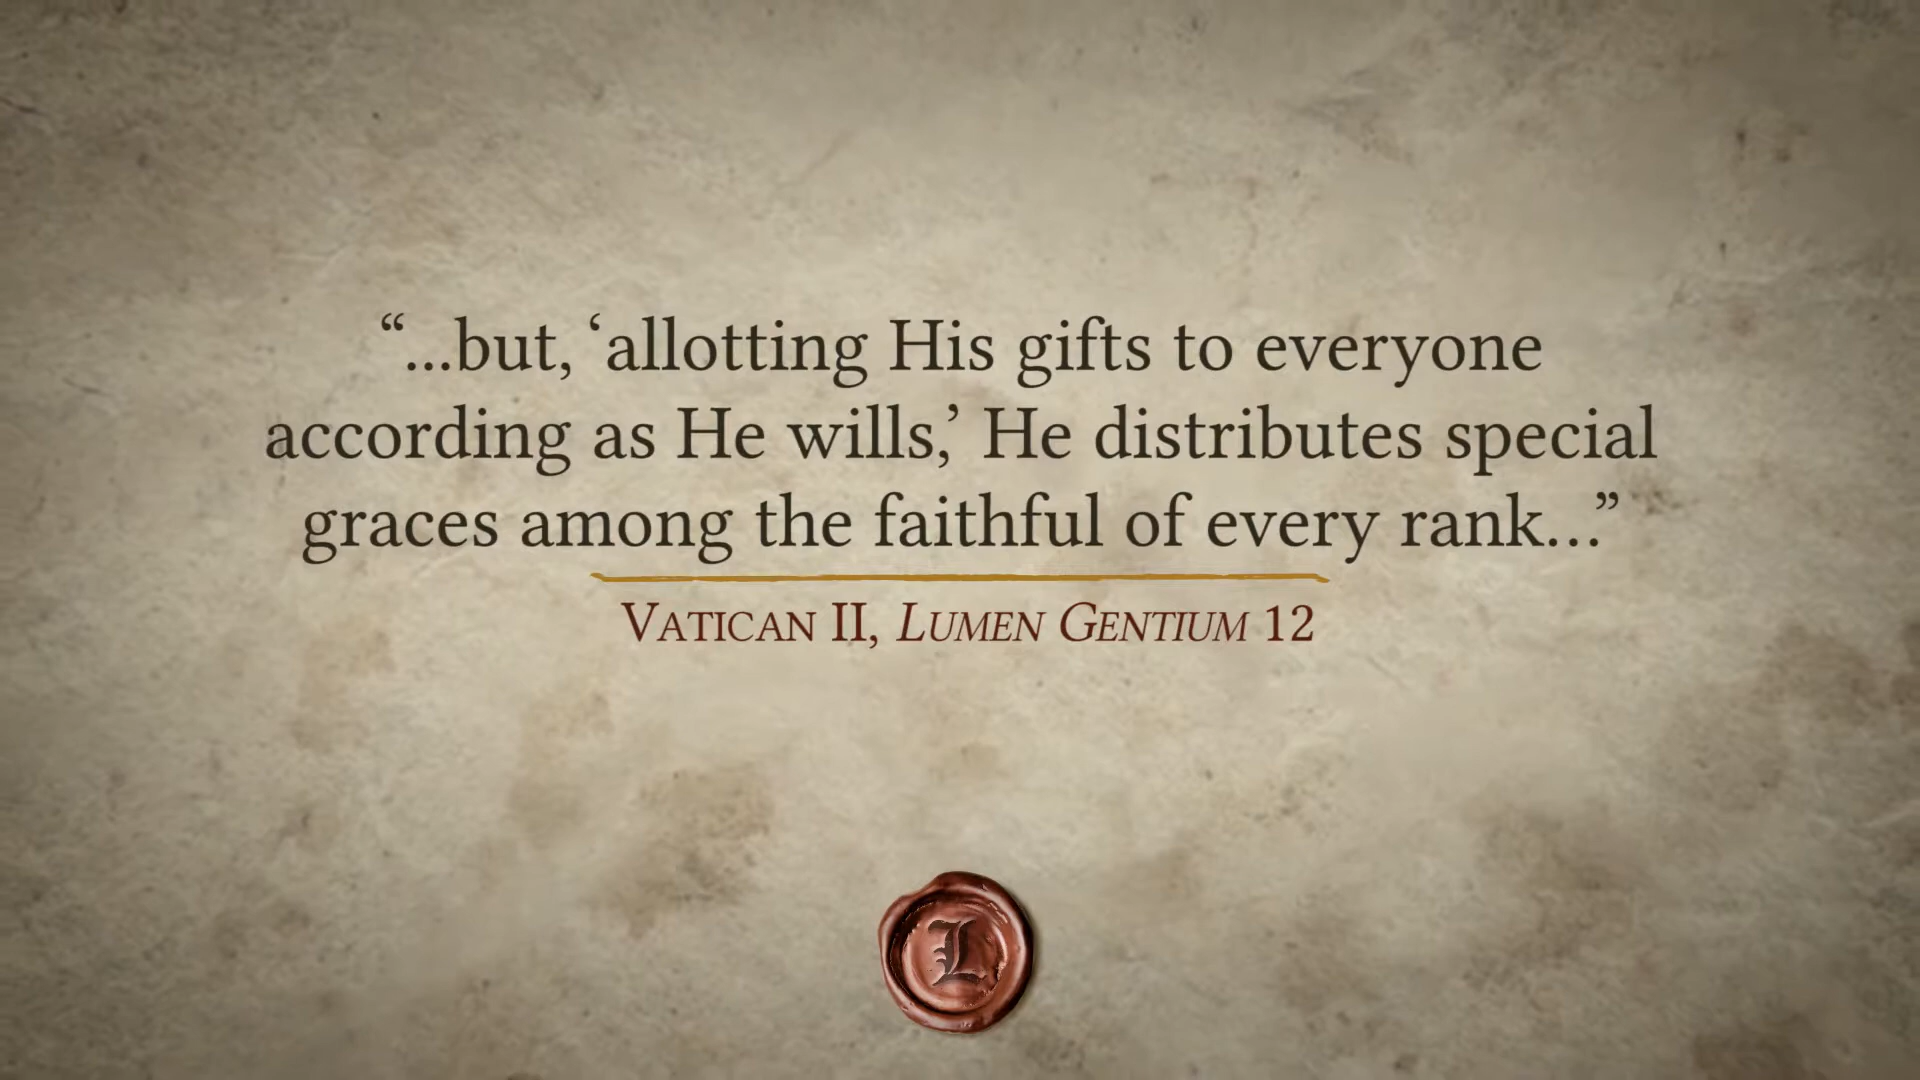 “...but, ‘allotting His gifts to everyone
according as He wills,’ He distributes special
graces among the faithful of every rank...”
VATICAN II, LUMEN GENTIUM 12
L